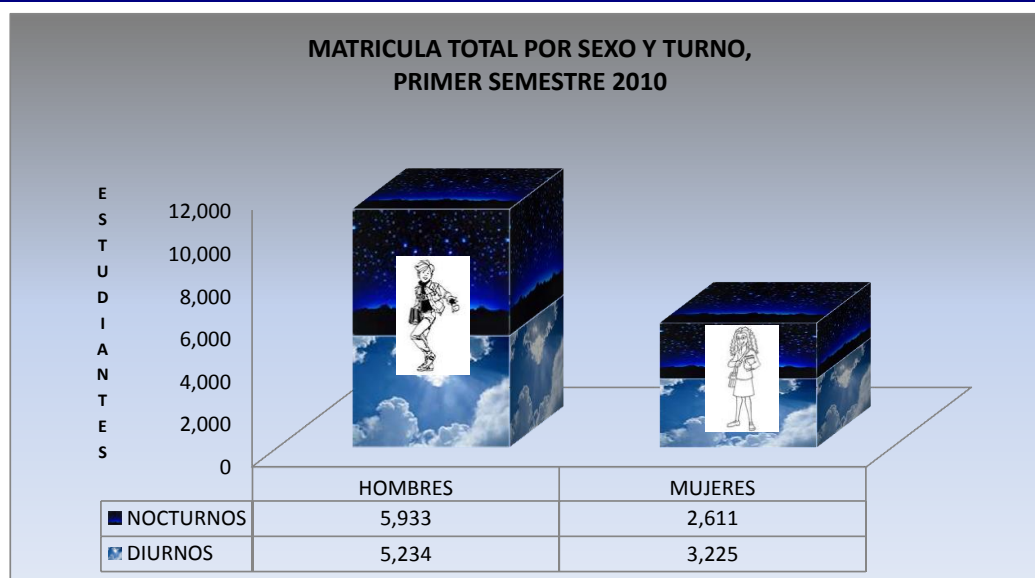 MATRICULA TOTAL POR SEXO Y TURNO,
PRIMER SEMESTRE 2010
ESTUDIANTES
12,000
10,000
8,000
6,000
4,000
2,000
0
HOMBRES MUJERES
NOCTURNOS 5,933 2,611
DIURNOS 5,234 3,225